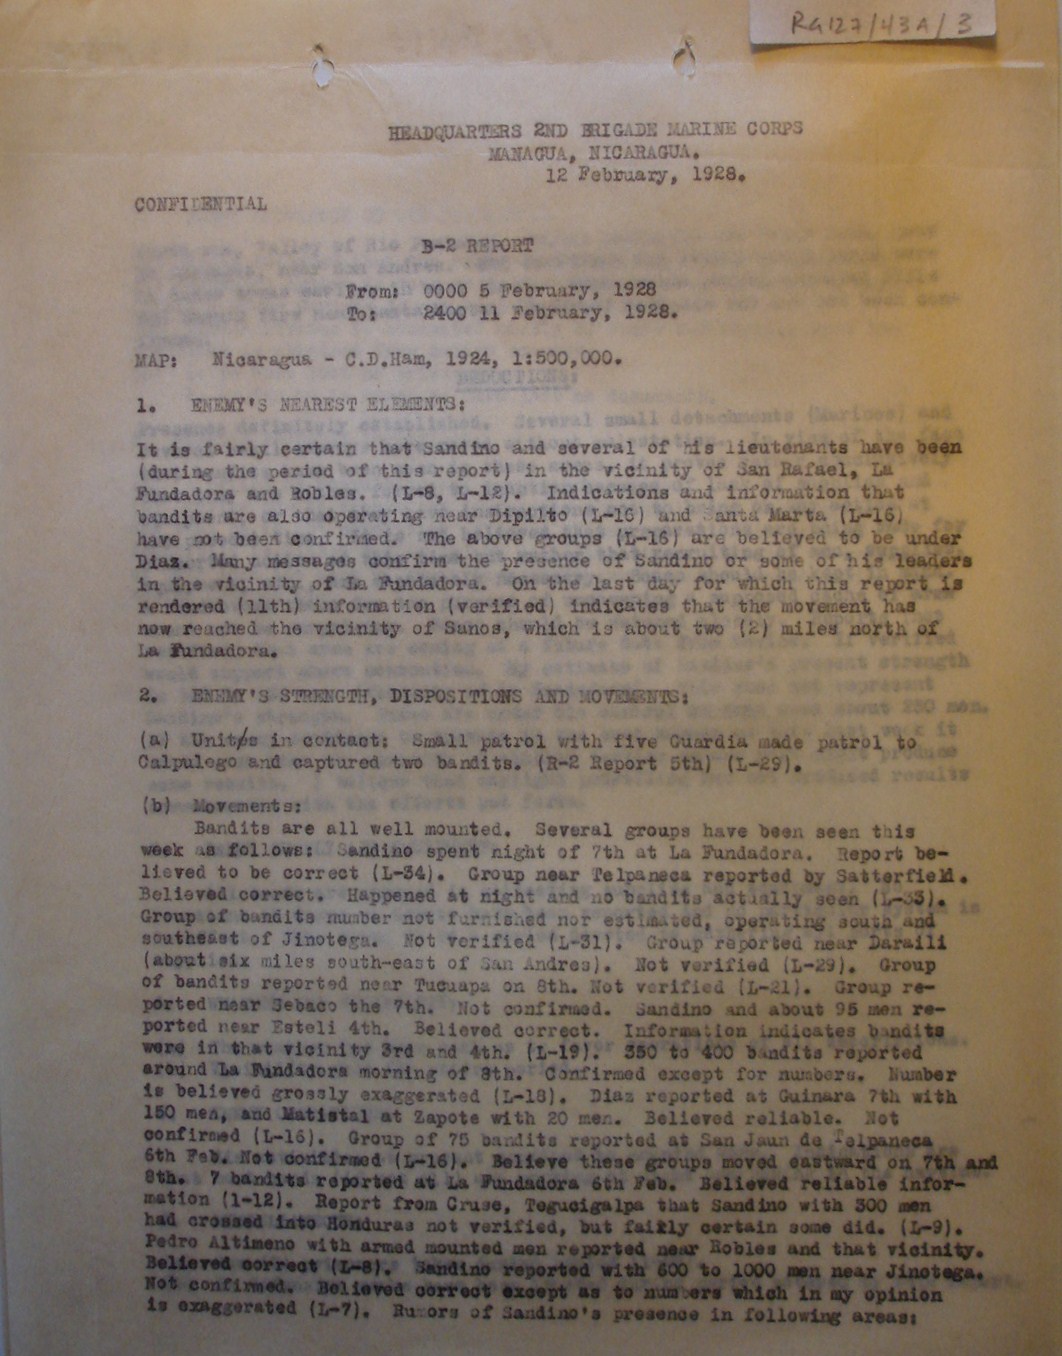 RG127/43A/3
HEADQUARTERS 2ND BRIGADE MARINE CORPS
MANAGUA, NICARAGUA.
12 February, 1928.
CONFIDENTIAL
B-2 REPORT
From: 0000 5 February, 1928
To: 2400 11 February, 1928.
MAP: Nicaragua - C.D.Ham, 1924, 1:500,000.
1. ENEMY'S NEAREST ELEMENTS:
It is fairly certain that Sandino and several of his lieutenants have been
(during the period of this report) in the vicinity of San Rafael, La
Fundadora and Robles. (L-8, L-12). Indications and information that
bandits are also operating near Dipilto (L-16) and Santa Marta (L-16)
have not been confirmed. The above groups (L-16) are believed to be under
Diaz. Many messages confirm the presence of Sandino or some of his leaders
in the vicinity of La Fundadora. On the last day for which this report is
rendered (11th) information (verified) indicates that the movement has
now reached the vicinity of Sanos, which is about two (2) miles north of
La Fundadora.
2. ENEMY'S STRENGTH, DISPOSITIONS AND MOVEMENTS:
(a) Units in contact: Small patrol with five Guardia made patrol to
Calpulego and captured two bandits. (R-2 Report 5th) (L-29).
(b) Movements:
Bandits are all well mounted. Several groups have been seen this
week as follows: Sandino spent night of 7th at La Fundadora. Report be-
lieved to be correct (L-34). Group near Telpaneca reported by Satterfield.
Believed correct. Happened at night and no bandits actually seen (L-33).
Group of bandits number not furnished nor estimated, operating south and
southeast of Jinotega. Not verified (L-31). Group reported near Daraili
(about six miles south-east of San Andres). Not verified (L-29). Group
of bandits reported near Tucuapa on 8th. Not verified (L-21). Group re-
ported near Sebaco the 7th. Not confirmed. Sandino and about 95 men re-
ported near Esteli 4th. Believed correct. Information indicates bandits
were in that vicinity 3rd and 4th. (L-19). 350 to 400 bandits reported
around La Fundadora morning of 8th. Confirmed except for numbers. Number
is believed grossly exaggerated (L-18). Diaz reported at Guinara 7th with
150 men, and Matistal at Zapote with 20 men. Believed reliable. Not
confirmed (L-16). Group of 75 bandits reported at San Jaun de Telpaneca
6th Feb. Not confirmed (L-16). Believe these groups moved eastward on 7th and
8th. 7 bandits reported at La Fundadora 6th Feb. Believed reliable infor-
mation (l-12). Report from Cruse, Tegucigalpa that Sandino with 300 men
had crossed into Honduras not verified, but faitly certain some did. (L-9).
Pedro Altimeno with armed mounted men reported near Robles and that vicinity.
Believed correct (L-8). Sandino reported with 600 to 1000 men near Jinotega.
Not confirmed. Believed correct except as to numbers which in my opinion
is exaggerated (L-7). Rumors of Sandino's presence in following areas: